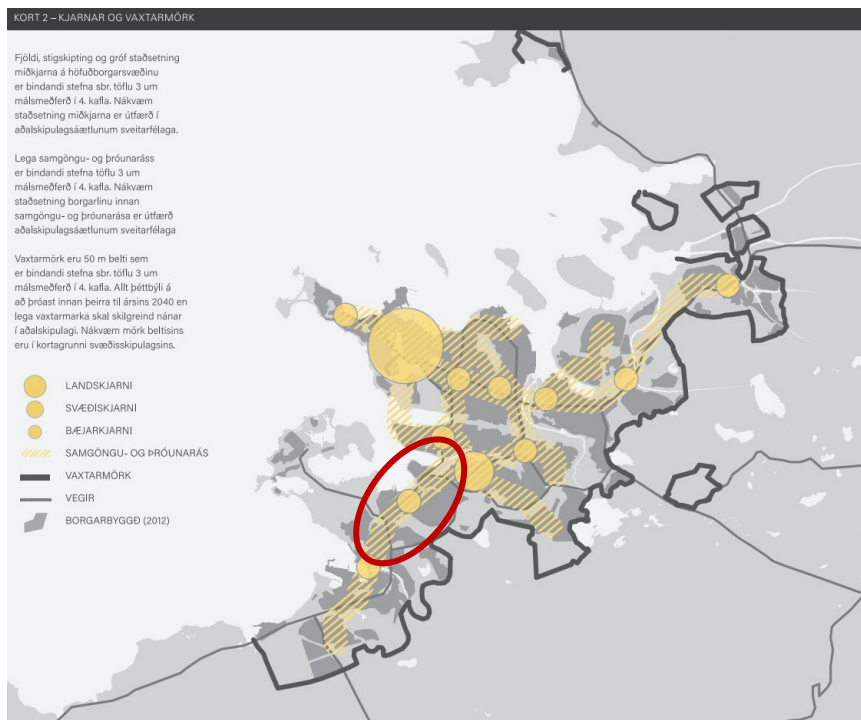 KORT 2 – KJARNAR OG VAXTARMÖRK
Fjöldi, stigskipting og gróf staðsetning
miðkjarna á höfuðborgarsvæðinu
er bindandi stefna sbr. töflu 3 um
málsmeðferð í 4. kafla. Nákvæm
staðsetning miðkjarna er útfærð í
aðalskipulagsáætlunum sveitarfélaga.
Lega samgöngu- og þróunaráss
er bindandi stefna töflu 3 um
málsmeðferð í 4. kafla. Nákvæm
staðsetning borgarlínu innan
samgöngu- og þróunarása er útfærð
aðalskipulagsáætlunum sveitarfélaga
Vaxtarmörk eru 50 m belti sem
er bindandi stefna sbr. töflu 3 um
málsmeðferð í 4. kafla. Allt þéttbýli á
að þróast innan þeirra til ársins 2040 en
lega vaxtarmarka skal skilgreind nánar
í aðalskipulagi. Nákvæm mörk beltisins
eru í kortagrunni svæðisskipulagsins.
LANDSKJARNI
SVÆÐISKJARNI
BÆJARKJARNI
SAMGÖNGU- OG ÞRÓUNARÁS
VAXTARMÖRK
VEGIR
BORGARBYGGÐ (2012)